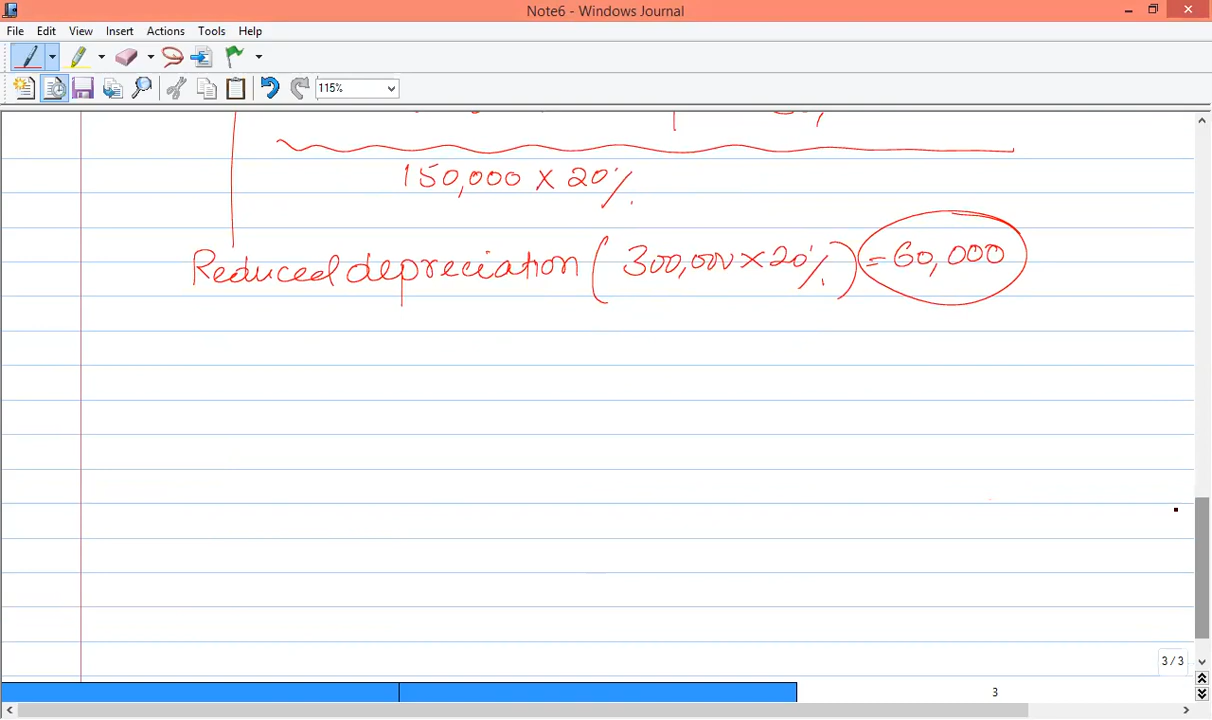 Note6 - Windows Journal
File Edit View Insert Actions Tools Help
115%
150,000 × 20%
Reduced depreciation (300,000 × 20%) = 60,000
3 / 3
3